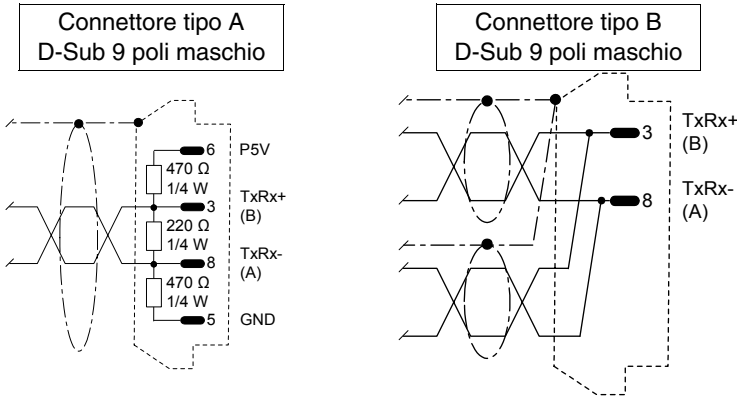 Connettore tipo A
D-Sub 9 poli maschio
6 P5V
470 Ω
1/4 W
3 TxRx+
(B)
220 Ω
1/4 W
8 TxRx-
(A)
470 Ω
1/4 W
5 GND
Connettore tipo B
D-Sub 9 poli maschio
3 TxRx+
(B)
8 TxRx-
(A)